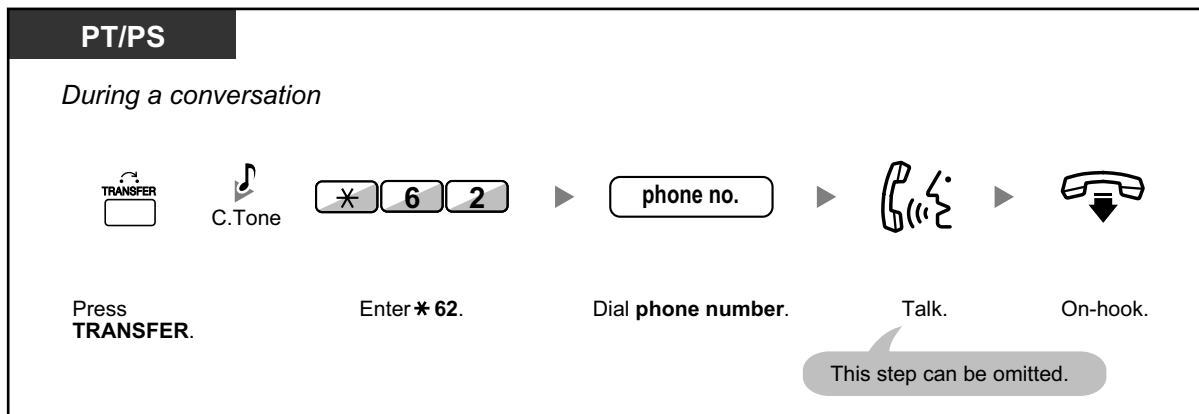 PT/PS
During a conversation
TRANSFER
C.Tone
* 6 2
phone no.
Press
TRANSFER.
Enter * 62.
Dial phone number.
Talk.
On-hook.
This step can be omitted.